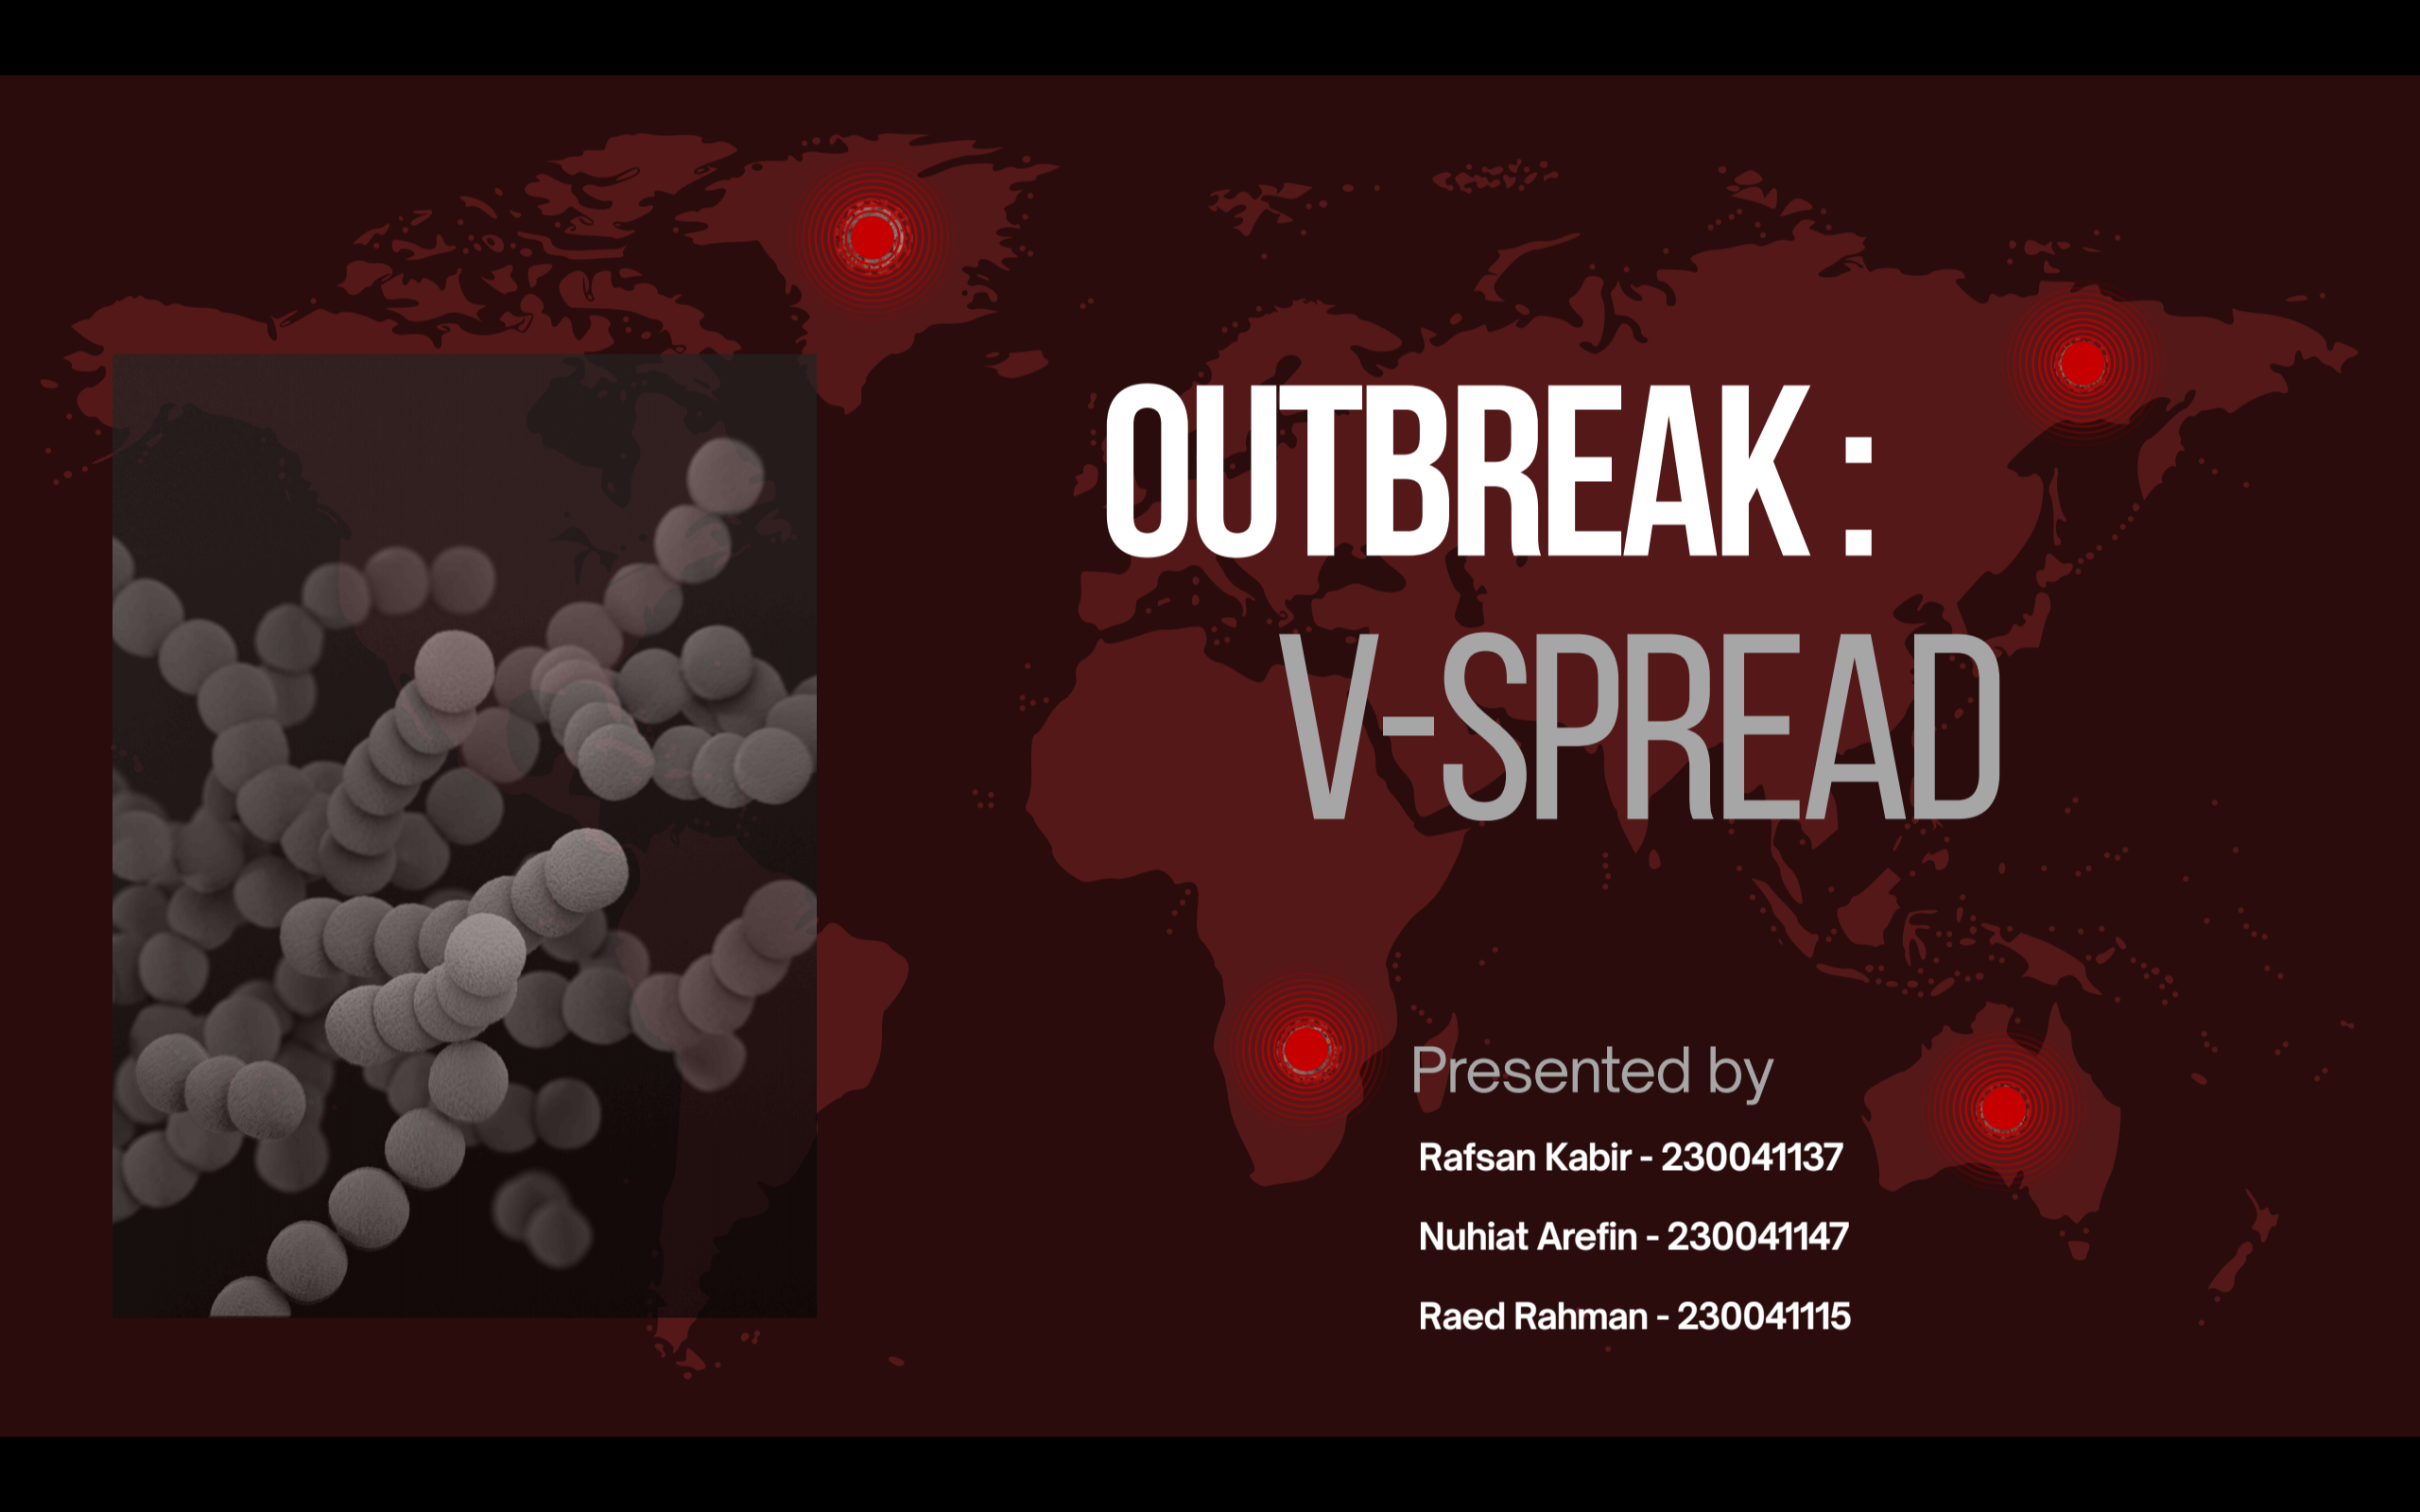 OUTBREAK :
V-SPREAD
Presented by
Rafsan Kabir - 230041137
Nuhiat Arefin - 230041147
Raed Rahman - 230041115